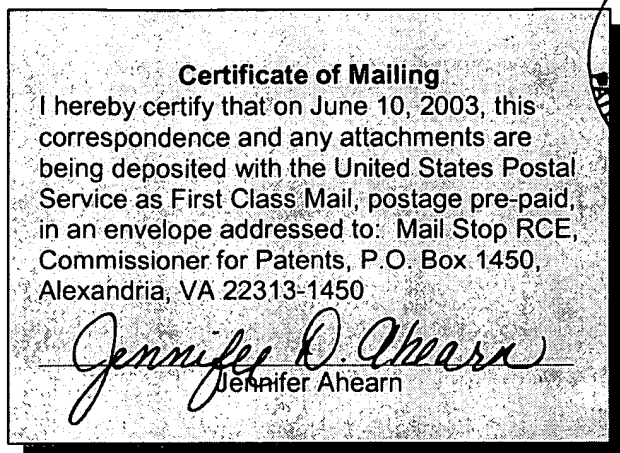 Certificate of Mailing
I hereby certify that on June 10, 2003, this
correspondence and any attachments are
being deposited with the United States Postal
Service as First Class Mail, postage pre-paid,
in an envelope addressed to: Mail Stop RCE,
Commissioner for Patents, P.O. Box 1450,
Alexandria, VA 22313-1450
Jennifer D. Ahearn
Jennifer Ahearn